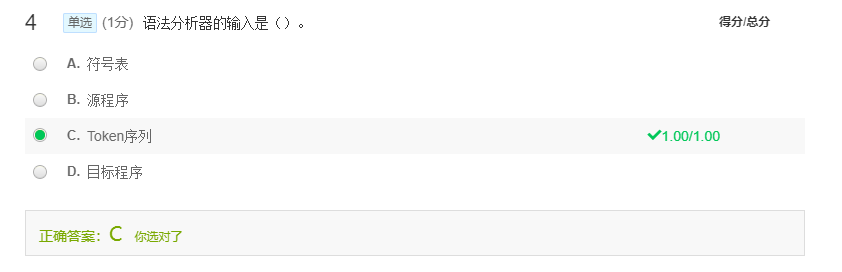 4 单选 (1分) 语法分析器的输入是（）。 得分/总分
A. 符号表
B. 源程序
C. Token序列 1.00/1.00
D. 目标程序
正确答案：C 你选对了